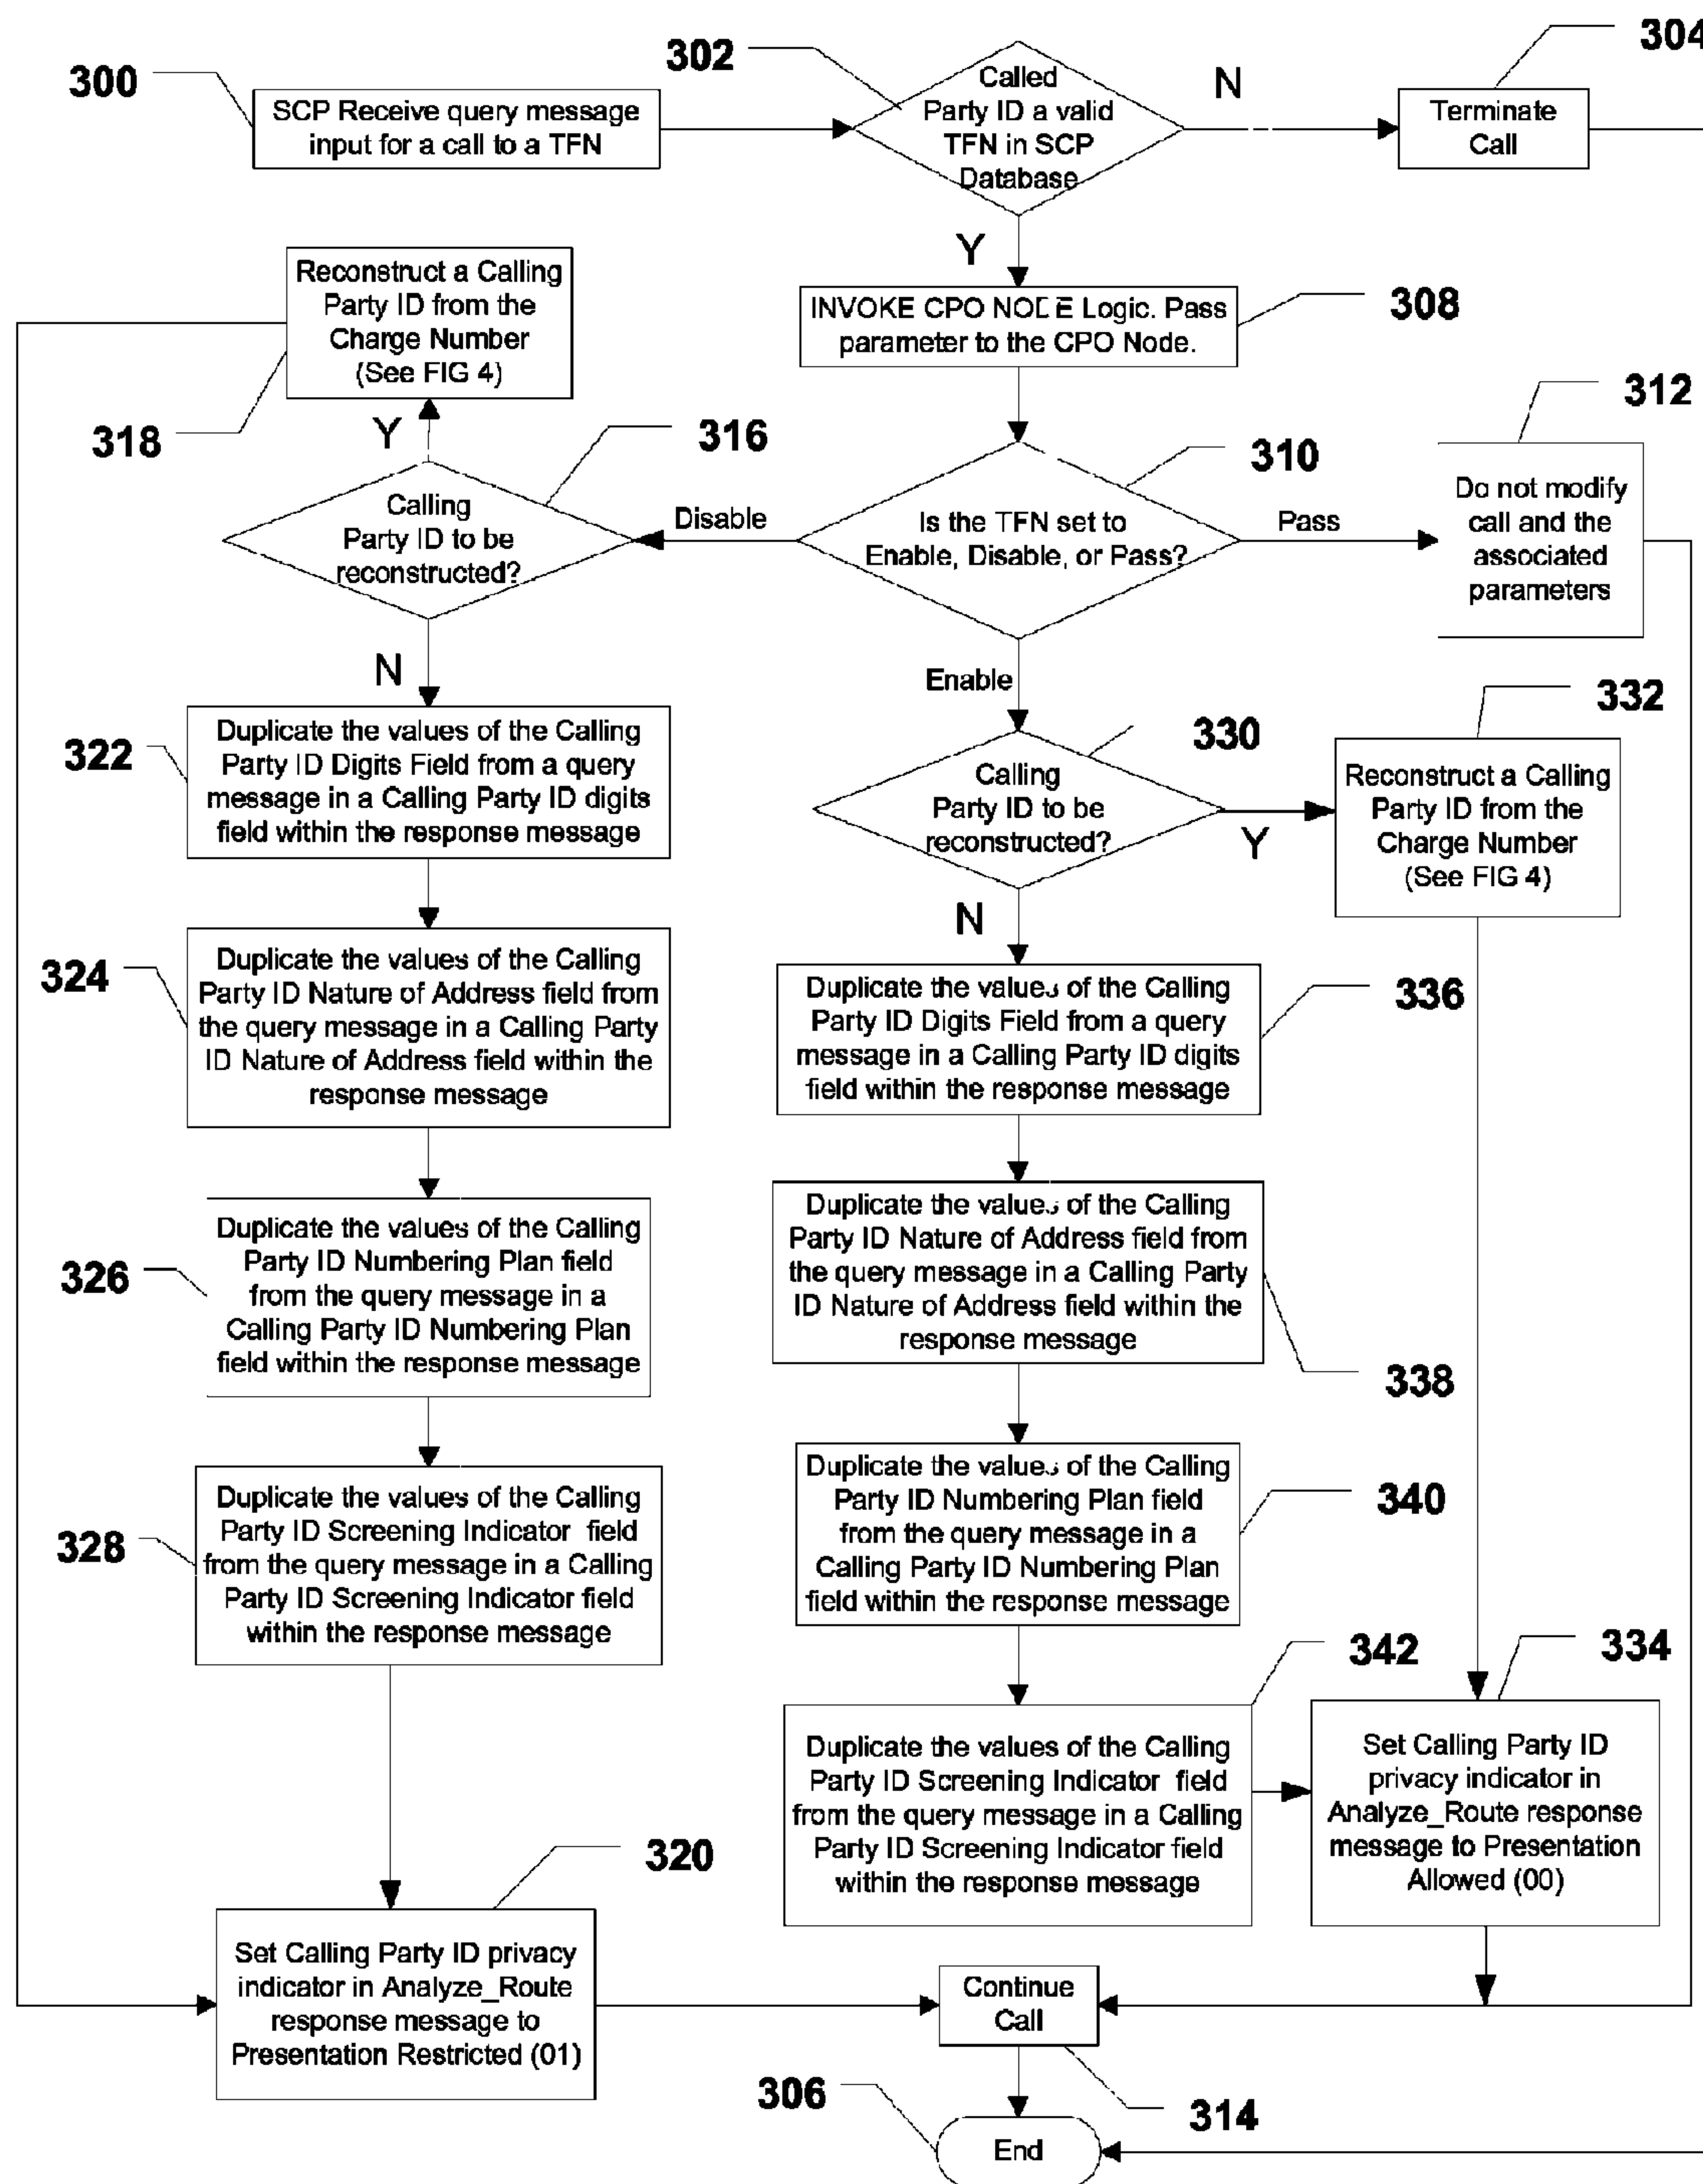 300
SCP Receive query message
input for a call to a TFN
302
Called
Party ID a valid
TFN in SCP
Database
N
304
Terminate
Call
Y
INVOKE CPO NODE Logic. Pass
parameter to the CPO Node.
308
Reconstruct a Calling
Party ID from the
Charge Number
(See FIG 4)
318
Y
316
Calling
Party ID to be
reconstructed?
Disable
310
Is the TFN set to
Enable, Disable, or Pass?
Pass
312
Do not modify
call and the
associated
parameters
N
Enable
322
Duplicate the values of the Calling
Party ID Digits Field from a query
message in a Calling Party ID digits
field within the response message
330
Calling
Party ID to be
reconstructed?
Y
332
Reconstruct a Calling
Party ID from the
Charge Number
(See FIG 4)
N
324
Duplicate the values of the Calling
Party ID Nature of Address field from
the query message in a Calling Party
ID Nature of Address field within the
response message
336
Duplicate the values of the Calling
Party ID Digits Field from a query
message in a Calling Party ID digits
field within the response message
326
Duplicate the values of the Calling
Party ID Numbering Plan field
from the query message in a
Calling Party ID Numbering Plan
field within the response message
338
Duplicate the values of the Calling
Party ID Nature of Address field from
the query message in a Calling Party
ID Nature of Address field within the
response message
328
Duplicate the values of the Calling
Party ID Screening Indicator field
from the query message in a Calling
Party ID Screening Indicator field
within the response message
340
Duplicate the values of the Calling
Party ID Numbering Plan field
from the query message in a
Calling Party ID Numbering Plan
field within the response message
342
Duplicate the values of the Calling
Party ID Screening Indicator field
from the query message in a Calling
Party ID Screening Indicator field
within the response message
334
Set Calling Party ID
privacy indicator in
Analyze_Route response
message to Presentation
Allowed (00)
320
Set Calling Party ID privacy
indicator in Analyze_Route
response message to
Presentation Restricted (01)
Continue
Call
314
306
End